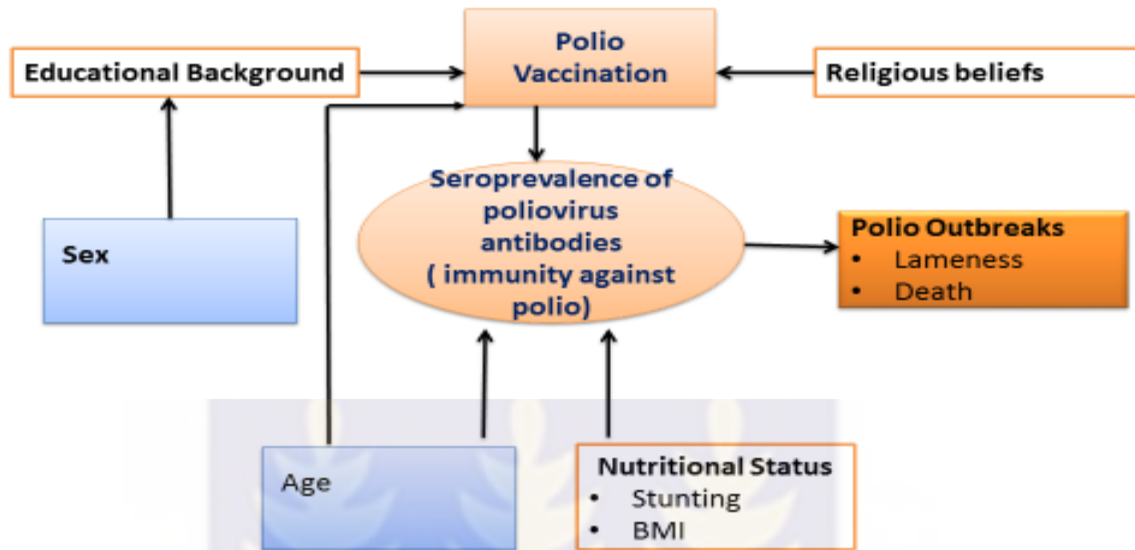 Polio
Vaccination
Educational Background
Religious beliefs
Seroprevalence of
poliovirus
antibodies
( immunity against
polio)
Sex
Polio Outbreaks
• Lameness
• Death
Age
Nutritional Status
• Stunting
• BMI